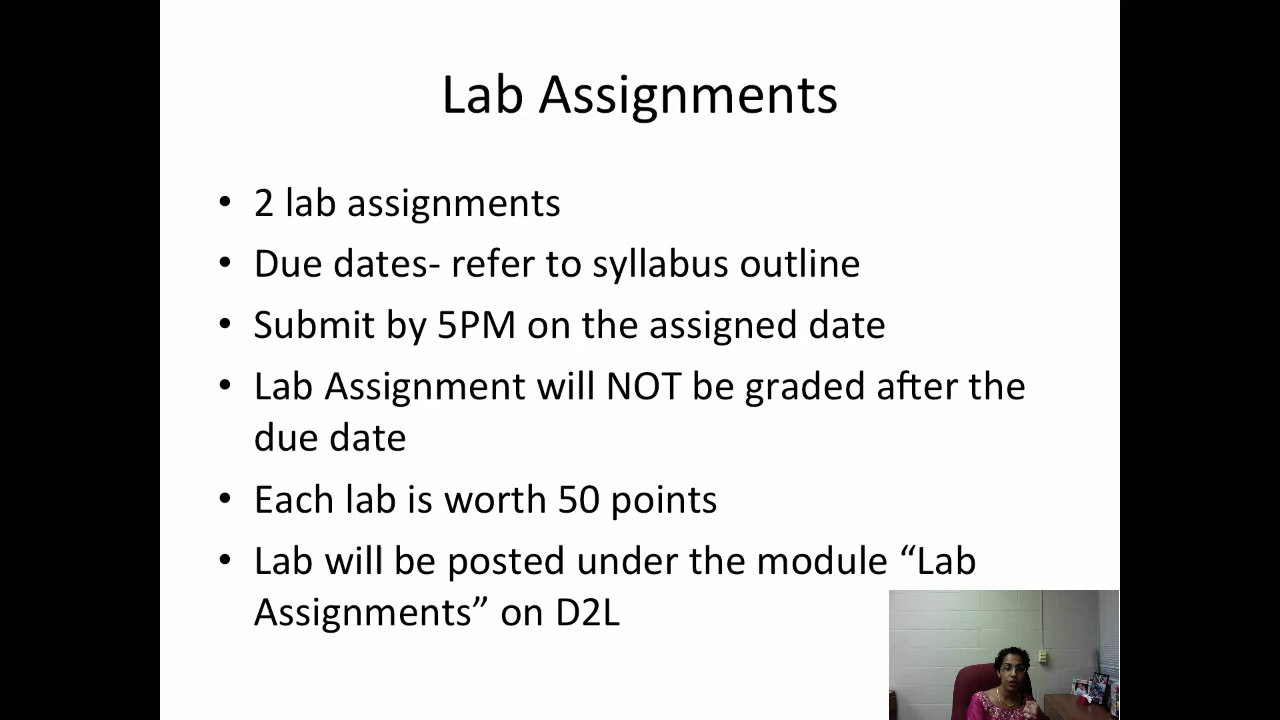 Lab Assignments
• 2 lab assignments
• Due dates- refer to syllabus outline
• Submit by 5PM on the assigned date
• Lab Assignment will NOT be graded after the
due date
• Each lab is worth 50 points
• Lab will be posted under the module “Lab
Assignments” on D2L